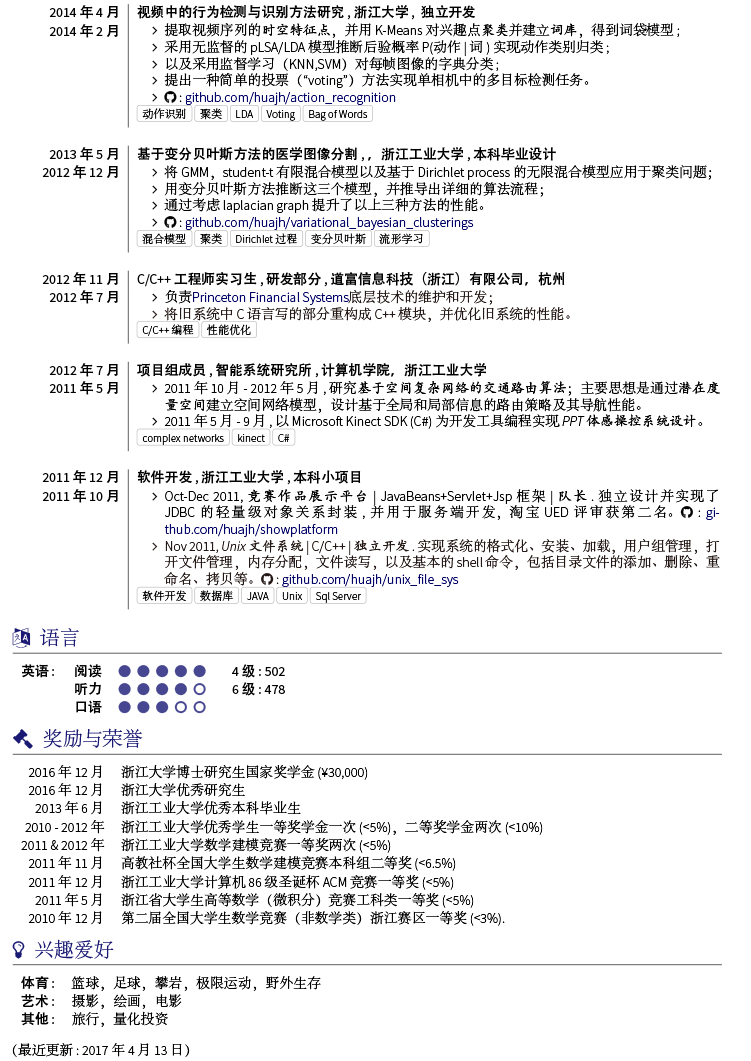 2014 年 4 月 视频中的行为检测与识别方法研究 , 浙江大学, 独立开发
2014 年 2 月 提取视频序列的时空特征点, 并用 K-Means 对兴趣点聚类并建立词库, 得到词袋模型 ;
采用无监督的 pLSA/LDA 模型推断后验概率 P(动作 | 词 ) 实现动作类别归类;
以及采用监督学习（KNN,SVM）对每帧图像的字典分类;
提出一种简单的投票（“voting”）方法实现单相机中的多目标检测任务。
: github.com/huajh/action_recognition
动作识别 聚类 LDA Voting Bag of Words
2013 年 5 月 基于变分贝叶斯方法的医学图像分割 , , 浙江工业大学 , 本科毕业设计
2012 年 12 月 将 GMM, student-t 有限混合模型以及基于 Dirichlet process 的无限混合模型应用于聚类问题;
用变分贝叶斯方法推断这三个模型, 并推导出详细的算法流程;
通过考虑 laplacian graph 提升了以上三种方法的性能。
: github.com/huajh/variational_bayesian_clusterings
混合模型 聚类 Dirichlet 过程 变分贝叶斯 流形学习
2012 年 11 月 C/C++ 工程师实习生 , 研发部分 , 道富信息科技（浙江）有限公司, 杭州
2012 年 7 月 负责Princeton Financial Systems底层技术的维护和开发;
将旧系统中 C 语言写的部分重构成 C++ 模块, 并优化旧系统的性能。
C/C++ 编程 性能优化
2012 年 7 月 项目组成员 , 智能系统研究所 , 计算机学院, 浙江工业大学
2011 年 5 月 2011 年 10 月 - 2012 年 5 月 , 研究基于空间复杂网络的交通路由算法; 主要思想是通过潜在度
量空间建立空间网络模型, 设计基于全局和局部信息的路由策略及其导航性能。
2011 年 5 月 - 9 月 , 以 Microsoft Kinect SDK (C#) 为开发工具编程实现 PPT 体感操控系统设计。
complex networks kinect C#
2011 年 12 月 软件开发 , 浙江工业大学 , 本科小项目
2011 年 10 月 Oct-Dec 2011, 竞赛作品展示平台 | JavaBeans+Servlet+Jsp 框架 | 队长 . 独立设计并实现了
JDBC 的轻量级对象关系封装 , 并用于服务端开发, 淘宝 UED 评审获第二名。 : gi-
thub.com/huajh/showplatform
Nov 2011, Unix 文件系统 | C/C++ | 独立开发 . 实现系统的格式化、安装、加载, 用户组管理, 打
开文件管理, 内存分配, 文件读写, 以及基本的 shell 命令, 包括目录文件的添加、删除、重
命名、拷贝等。 : github.com/huajh/unix_file_sys
软件开发 数据库 JAVA Unix Sql Server
语言
英语 : 阅读 4 级 : 502
听力 6 级 : 478
口语
奖励与荣誉
2016 年 12 月 浙江大学博士研究生国家奖学金 (¥30,000)
2016 年 12 月 浙江大学优秀研究生
2013 年 6 月 浙江工业大学优秀本科毕业生
2010 - 2012 年 浙江工业大学优秀学生一等奖学金一次 (<5%), 二等奖学金两次 (<10%)
2011 & 2012 年 浙江工业大学数学建模竞赛一等奖两次 (<5%)
2011 年 11 月 高教社杯全国大学生数学建模竞赛本科组二等奖 (<6.5%)
2011 年 12 月 浙江工业大学计算机 86 级圣诞杯 ACM 竞赛一等奖 (<5%)
2011 年 5 月 浙江省大学生高等数学（微积分）竞赛工科类一等奖 (<5%)
2010 年 12 月 第二届全国大学生数学竞赛（非数学类）浙江赛区一等奖 (<3%).
兴趣爱好
体育 : 篮球, 足球, 攀岩, 极限运动, 野外生存
艺术 : 摄影, 绘画, 电影
其他 : 旅行, 量化投资
( 最近更新 : 2017 年 4 月 13 日 )